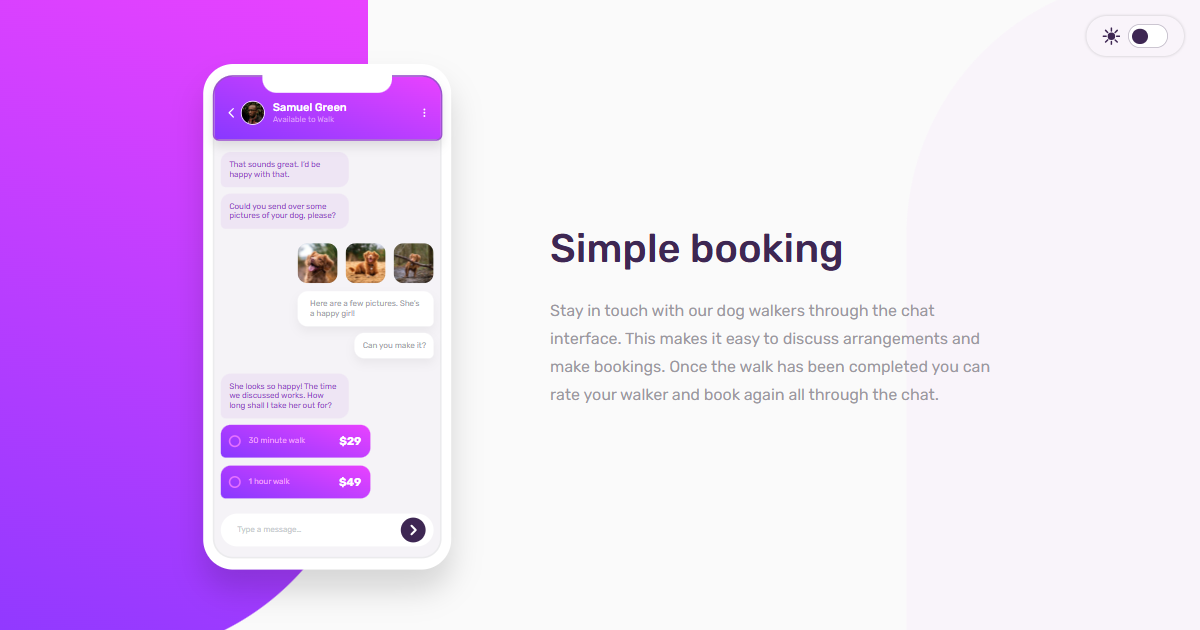 Samuel Green
Available to Walk
That sounds great. I'd be
happy with that.
Could you send over some
pictures of your dog, please?
Here are a few pictures. She's
a happy girl!
Can you make it?
She looks so happy! The time
we discussed works. How
long shall I take her out for?
30 minute walk
$29
1 hour walk
$49
Type a message…
Simple booking
Stay in touch with our dog walkers through the chat
interface. This makes it easy to discuss arrangements and
make bookings. Once the walk has been completed you can
rate your walker and book again all through the chat.